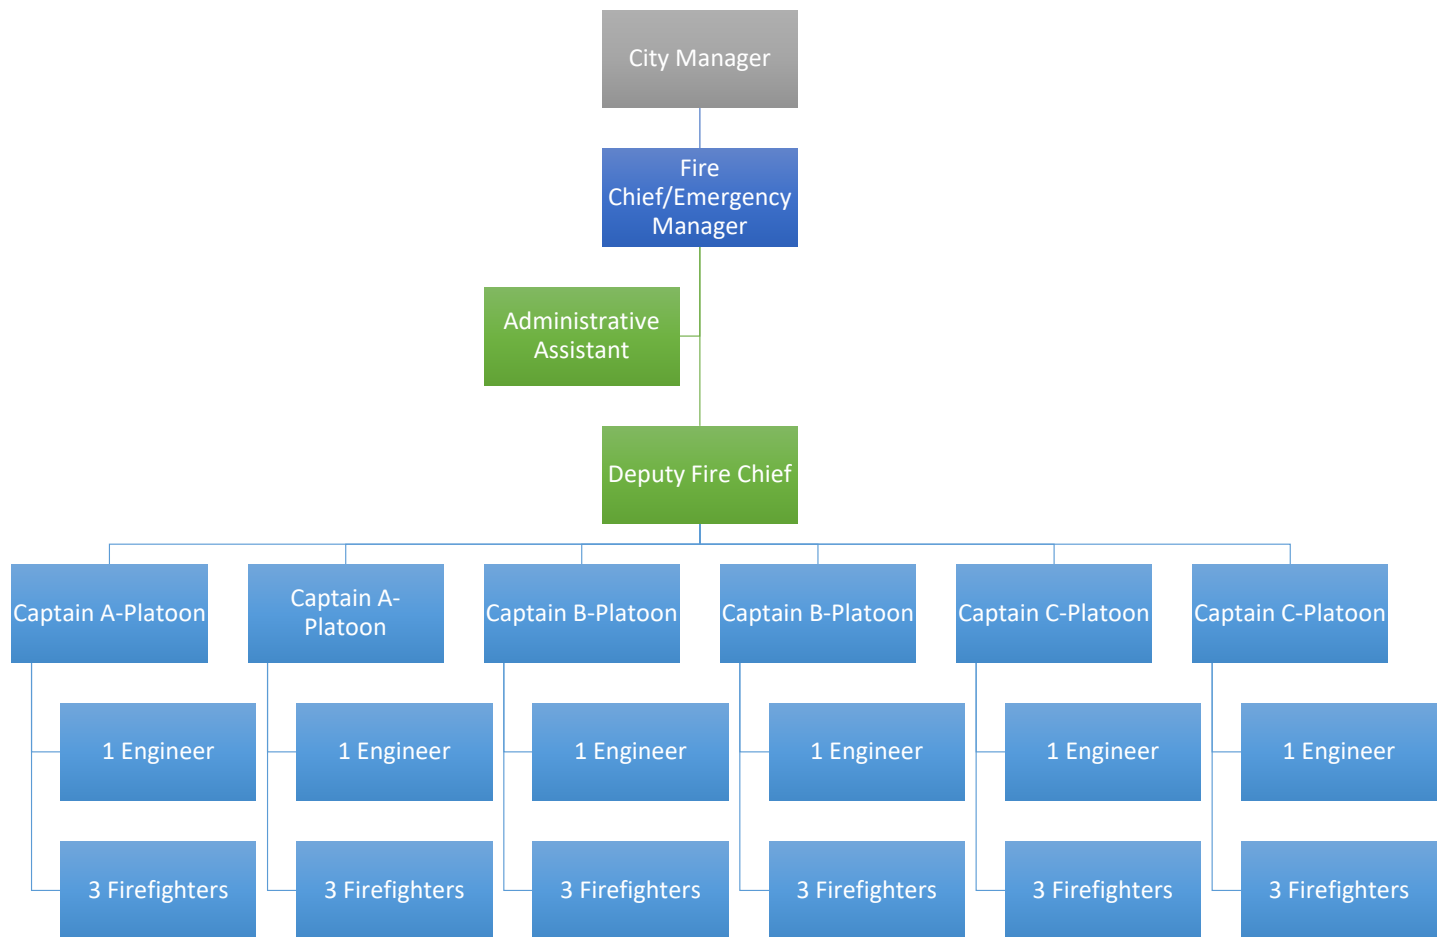 City Manager
Fire
Chief/Emergency
Manager
Administrative
Assistant
Deputy Fire Chief
Captain A-Platoon
Captain A-
Platoon
Captain B-Platoon
Captain B-Platoon
Captain C-Platoon
Captain C-Platoon
1 Engineer
1 Engineer
1 Engineer
1 Engineer
1 Engineer
1 Engineer
3 Firefighters
3 Firefighters
3 Firefighters
3 Firefighters
3 Firefighters
3 Firefighters